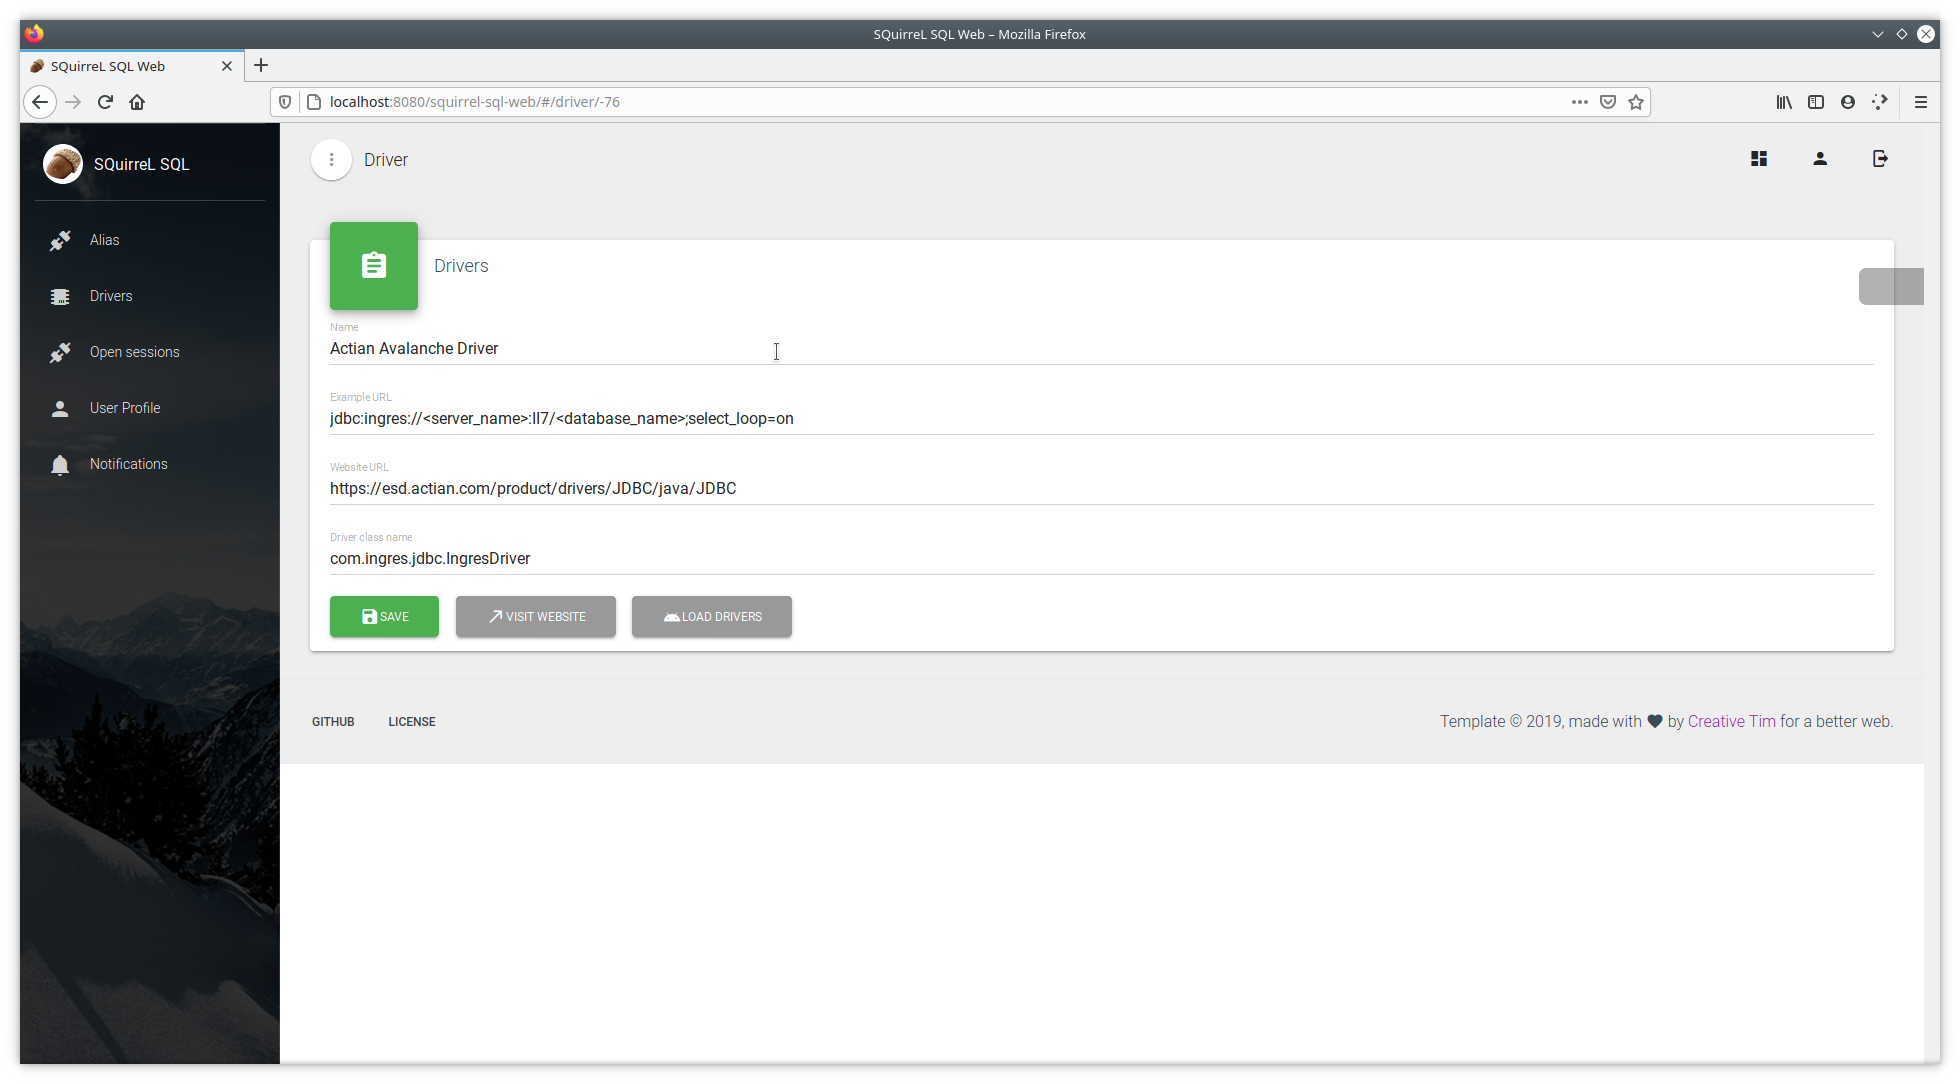 SQuirreL SQL Web – Mozilla Firefox
SQuirreL SQL Web
localhost:8080/squirrel-sql-web/#/driver/-76
SQuirreL SQL
Driver
Alias
Drivers
Open sessions
User Profile
Notifications
Drivers
Name
Actian Avalanche Driver
Example URL
jdbc:ingres://<server_name>:II7/<database_name>;select_loop=on
Website URL
https://esd.actian.com/product/drivers/JDBC/java/JDBC
Driver class name
com.ingres.jdbc.IngresDriver
SAVE VISIT WEBSITE LOAD DRIVERS
GITHUB LICENSE Template © 2019, made with ♥ by Creative Tim for a better web.